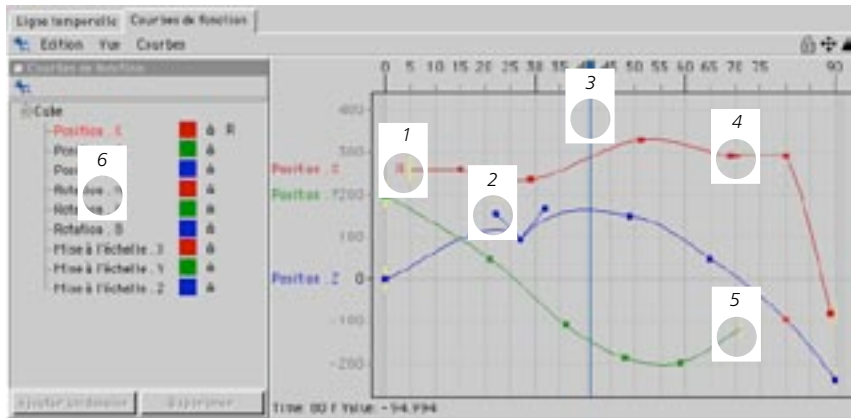 Ligne temporelle Courbes de fonction
Edition Vue Courbes
Courbes de fonction
Cube
Position . X R
Rotation . B
Mise à l'échelle . X
Mise à l'échelle . Y
Mise à l'échelle . Z
Supprimer
0 5 10 15 20 25 30 35 45 50 55 60 65 70 75 90
400
300
200
100
0
-100
-200
Position . X
Position . Y
Position . Z
1
2
3
4
5
6
Time: 80 F Value: -94.994